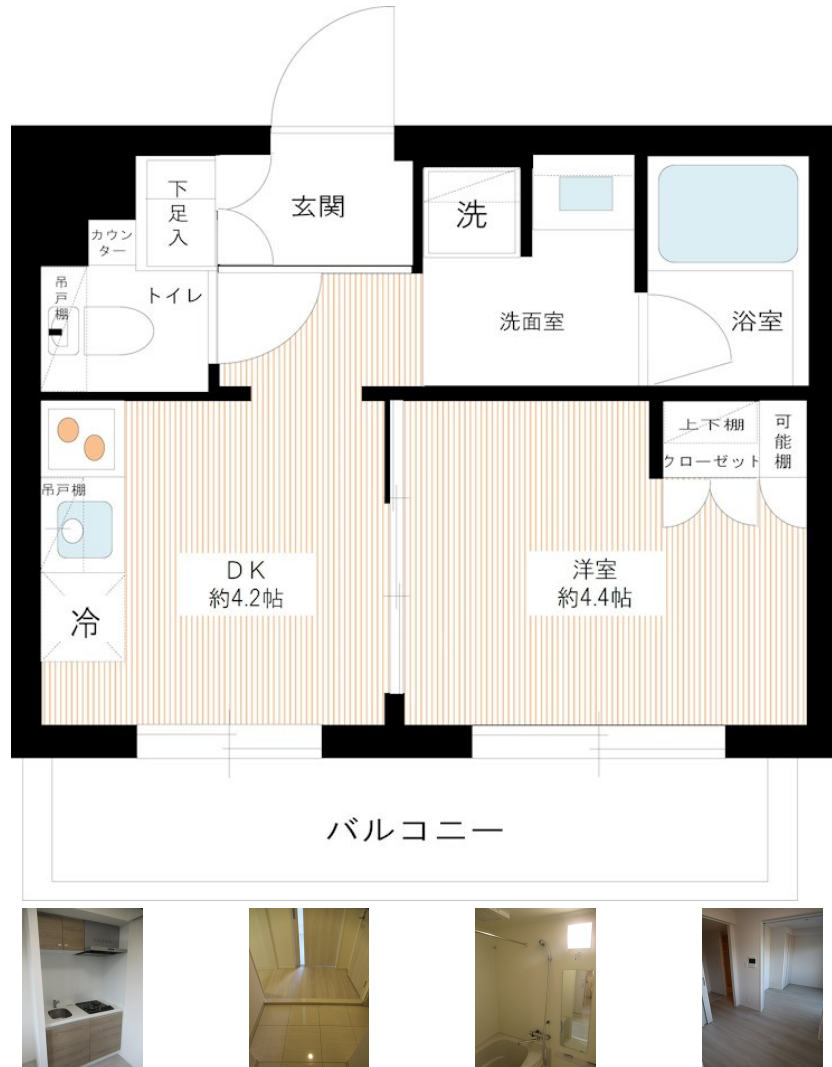 下足入
玄関
洗
カウン
ター
吊戸棚
トイレ
洗面室
浴室
上下棚
可能棚
クローゼット
吊戸棚
DK
約4.2帖
洋室
約4.4帖
冷
バルコニー